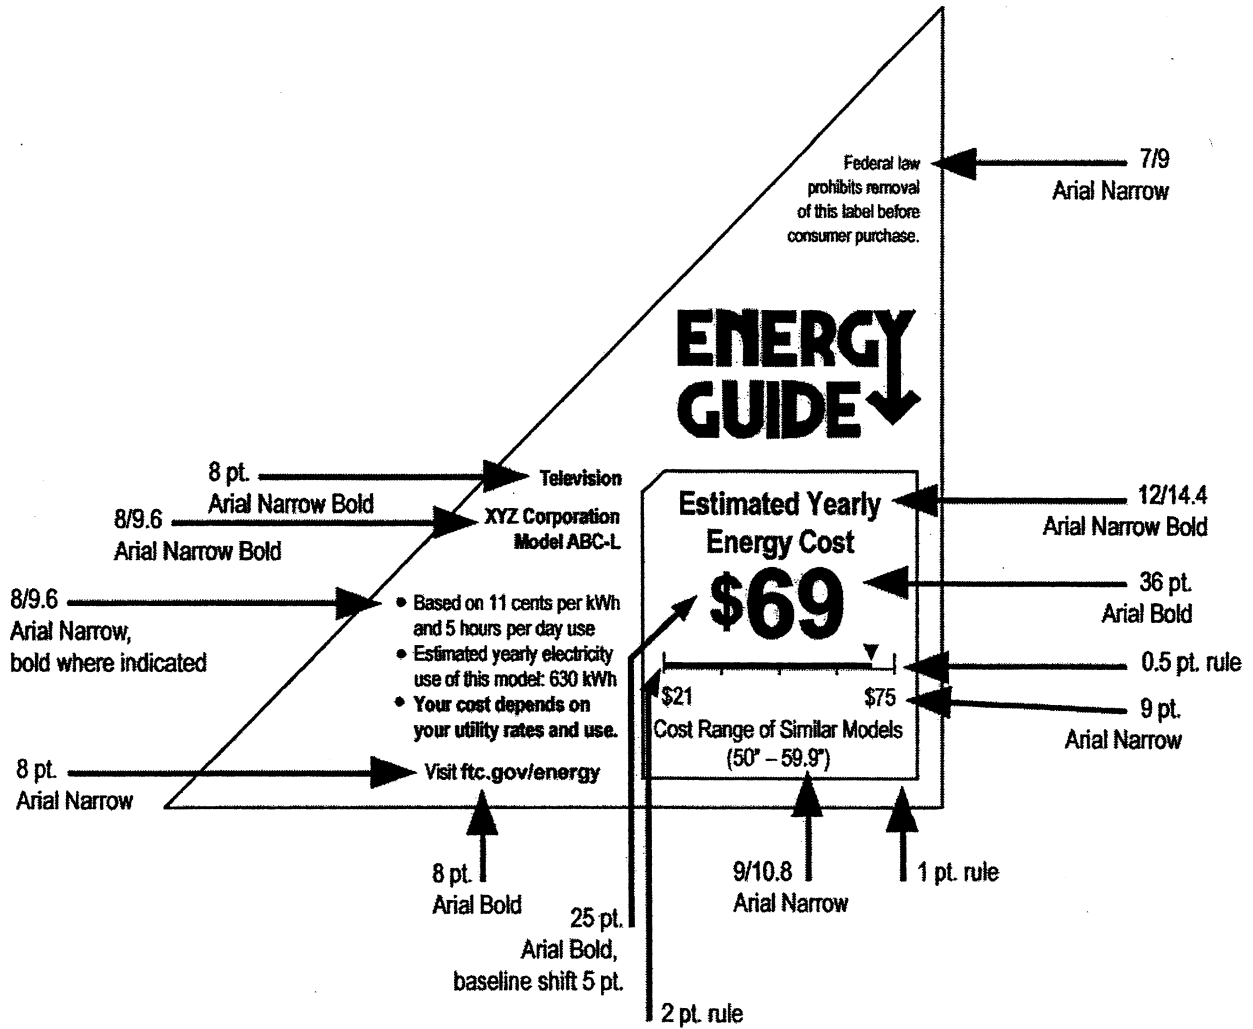 Federal law
prohibits removal
of this label before
consumer purchase.
7/9
Arial Narrow
ENERGY
GUIDE
8 pt.
Arial Narrow Bold
Television
8/9.6
Arial Narrow Bold
XYZ Corporation
Model ABC-L
Estimated Yearly
Energy Cost
12/14.4
Arial Narrow Bold
$69
36 pt.
Arial Bold
8/9.6
Arial Narrow,
bold where indicated
• Based on 11 cents per kWh
and 5 hours per day use
• Estimated yearly electricity
use of this model: 630 kWh
• Your cost depends on
your utility rates and use.
0.5 pt. rule
$21 $75
9 pt.
Arial Narrow
Cost Range of Similar Models
(50" – 59.9")
8 pt.
Arial Narrow
Visit ftc.gov/energy
8 pt.
Arial Bold
9/10.8
Arial Narrow
1 pt. rule
25 pt.
Arial Bold,
baseline shift 5 pt.
2 pt. rule